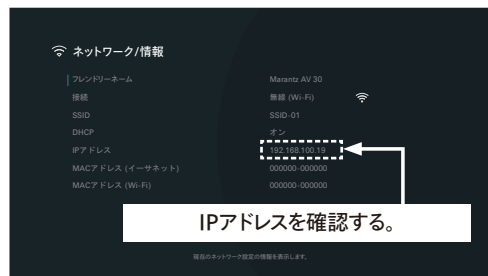 ネットワーク/情報
フレンドリーネーム Marantz AV 30
接続 無線 (Wi-Fi)
SSID SSID-01
DHCP オン
IPアドレス 192.168.100.19
MACアドレス (イーサネット) 000000-000000
MACアドレス (Wi-Fi) 000000-000000
IPアドレスを確認する。
現在のネットワーク設定の情報を表示します。